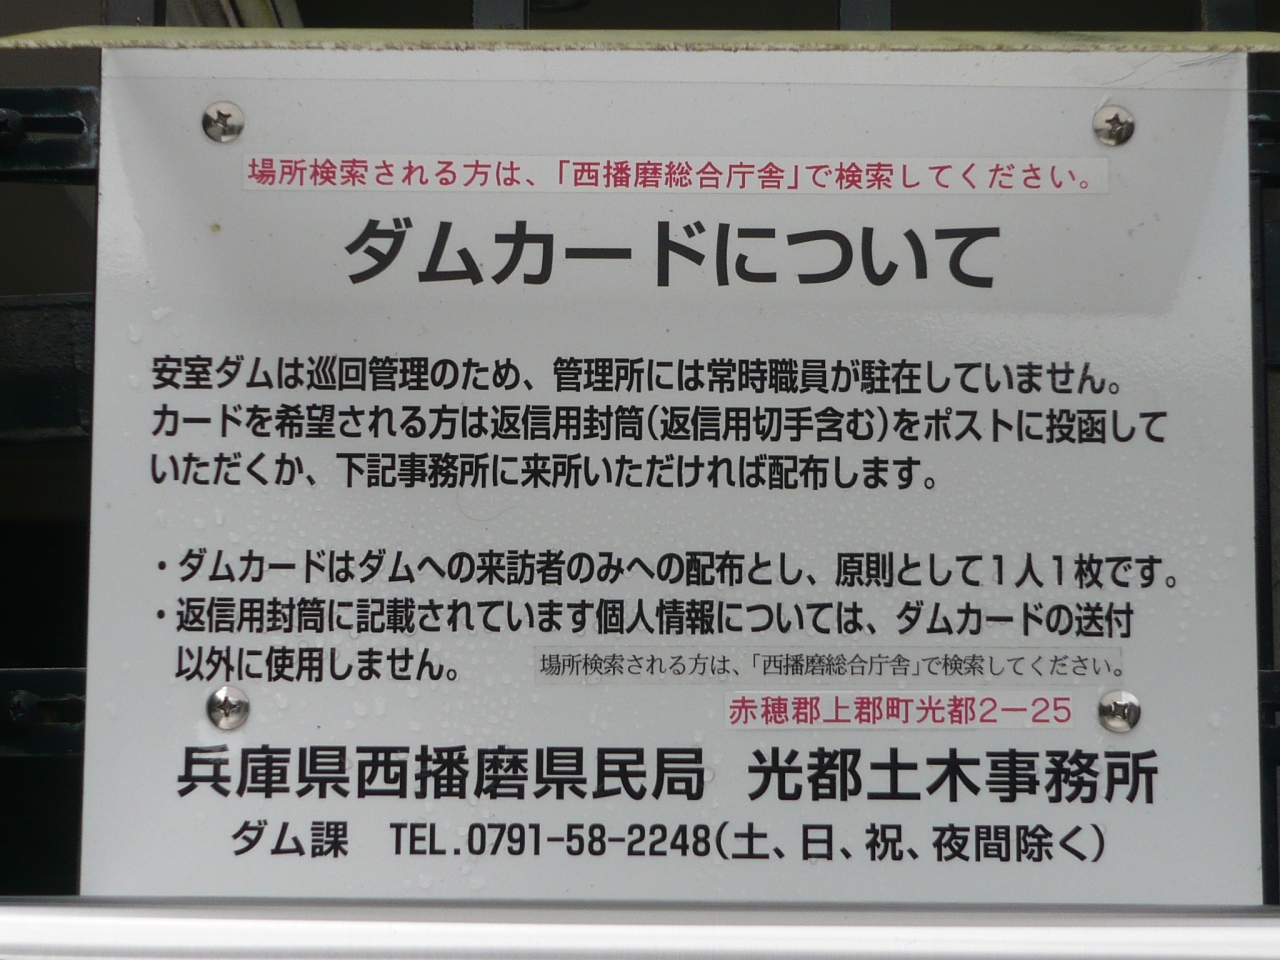 場所検索される方は、「西播磨総合庁舎」で検索してください。
ダムカードについて
安室ダムは巡回管理のため、管理所には常時職員が駐在していません。
カードを希望される方は返信用封筒(返信用切手含む)をポストに投函して
いただくか、下記事務所に来所いただければ配布します。
・ダムカードはダムへの来訪者のみへの配布とし、原則として1人1枚です。
・返信用封筒に記載されています個人情報については、ダムカードの送付
以外に使用しません。
場所検索される方は、「西播磨総合庁舎」で検索してください。
赤穂郡上郡町光都2ー25
兵庫県西播磨県民局 光都土木事務所
ダム課 TEL.0791-58-2248(土、日、祝、夜間除く)